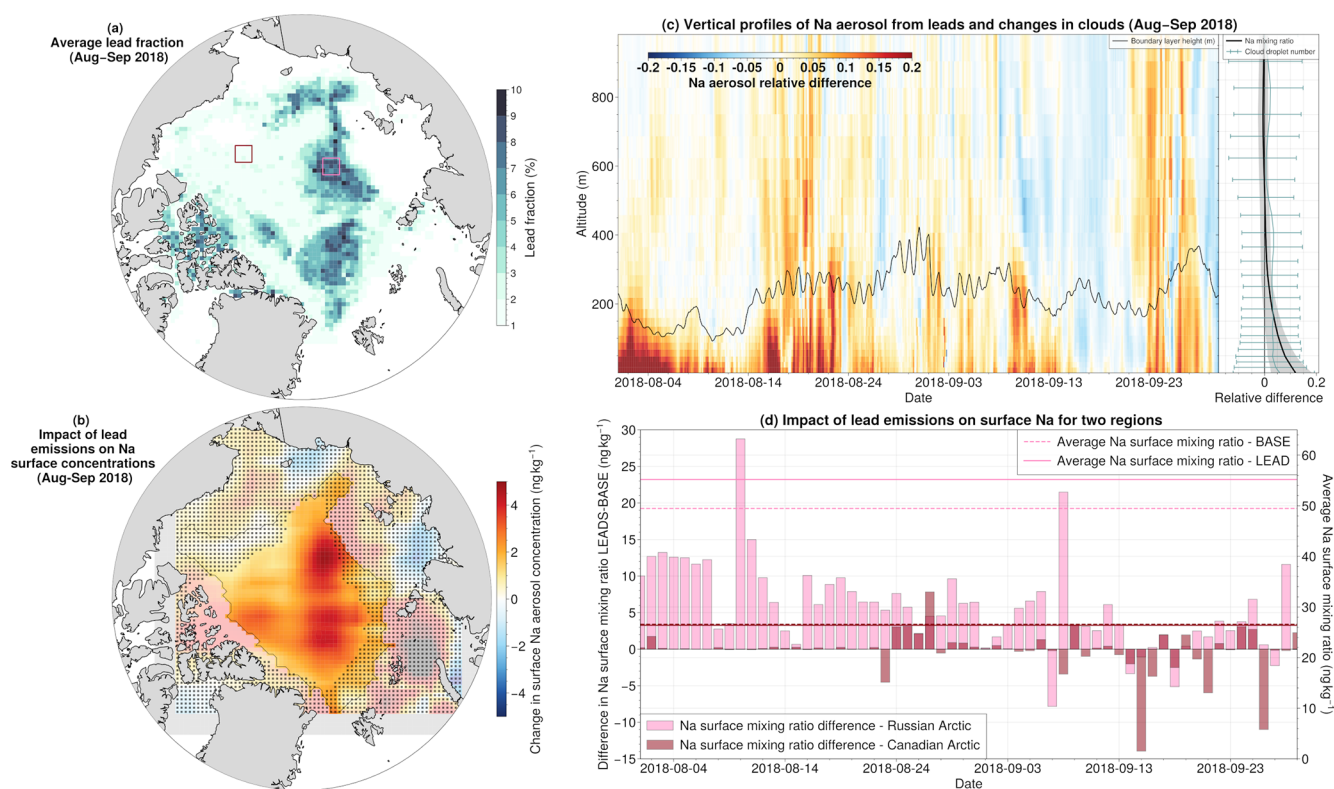 (a)
Average lead fraction
(Aug−Sep 2018)
10
9
8
7
6
5
4
3
2
1
Lead fraction (%)
(b)
Impact of lead
emissions on Na
surface concentrations
(Aug-Sep 2018)
4
2
0
−2
−4
Change in surface Na aerosol concentration (ng kg⁻¹)
(c) Vertical profiles of Na aerosol from leads and changes in clouds (Aug−Sep 2018)
Boundary layer height (m)
Na mixing ratio
Cloud droplet number
-0.2 -0.15 -0.1 -0.05 0 0.05 0.1 0.15 0.2
Na aerosol relative difference
800
600
400
200
Altitude (m)
2018-08-04 2018-08-14 2018-08-24 2018-09-03 2018-09-13 2018-09-23
Date
0 0.2
Relative difference
(d) Impact of lead emissions on surface Na for two regions
Average Na surface mixing ratio - BASE
Average Na surface mixing ratio - LEAD
30
25
20
15
10
5
0
−5
−10
−15
Difference in Na surface mixing ratio LEADS-BASE (ng kg⁻¹)
60
50
40
30
20
10
0
Average Na surface mixing ratio (ng kg⁻¹)
Na surface mixing ratio difference - Russian Arctic
Na surface mixing ratio difference - Canadian Arctic
2018-08-04 2018-08-14 2018-08-24 2018-09-03 2018-09-13 2018-09-23
Date